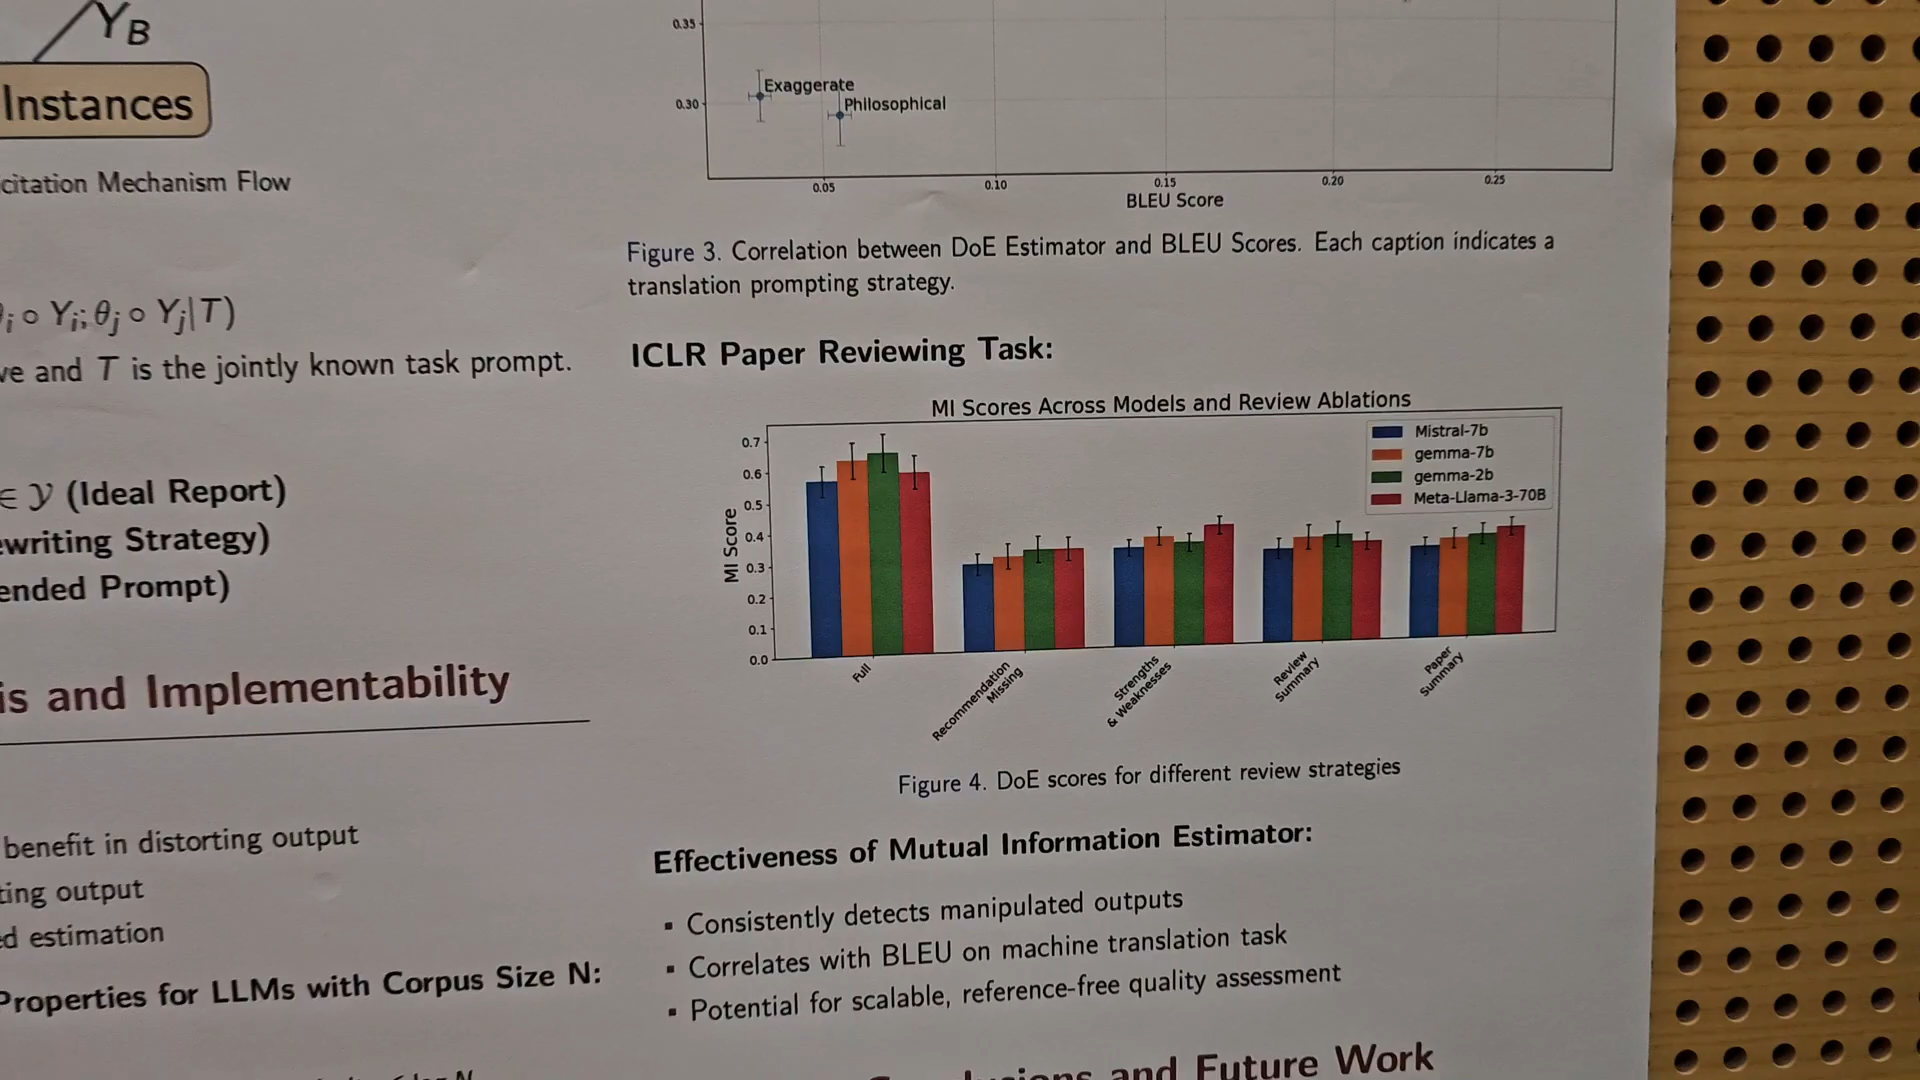 Y_B
Instances
citation Mechanism Flow
i ∘ Y_i; θ_j ∘ Y_j|T)
ve and T is the jointly known task prompt.
∈ 𝒴 (Ideal Report)
ewriting Strategy)
ended Prompt)
is and Implementability
benefit in distorting output
ting output
ed estimation
Properties for LLMs with Corpus Size N:
0.35
0.30
Exaggerate
Philosophical
0.05 0.10 0.15 0.20 0.25
BLEU Score
Figure 3. Correlation between DoE Estimator and BLEU Scores. Each caption indicates a
translation prompting strategy.
ICLR Paper Reviewing Task:
MI Scores Across Models and Review Ablations
Mistral-7b
gemma-7b
gemma-2b
Meta-Llama-3-70B
MI Score
0.7
0.6
0.5
0.4
0.3
0.2
0.1
0.0
Full
Recommendation
Missing
Strengths
& Weaknesses
Review
Summary
Paper
Summary
Figure 4. DoE scores for different review strategies
Effectiveness of Mutual Information Estimator:
▪ Consistently detects manipulated outputs
▪ Correlates with BLEU on machine translation task
▪ Potential for scalable, reference-free quality assessment
and Future Work